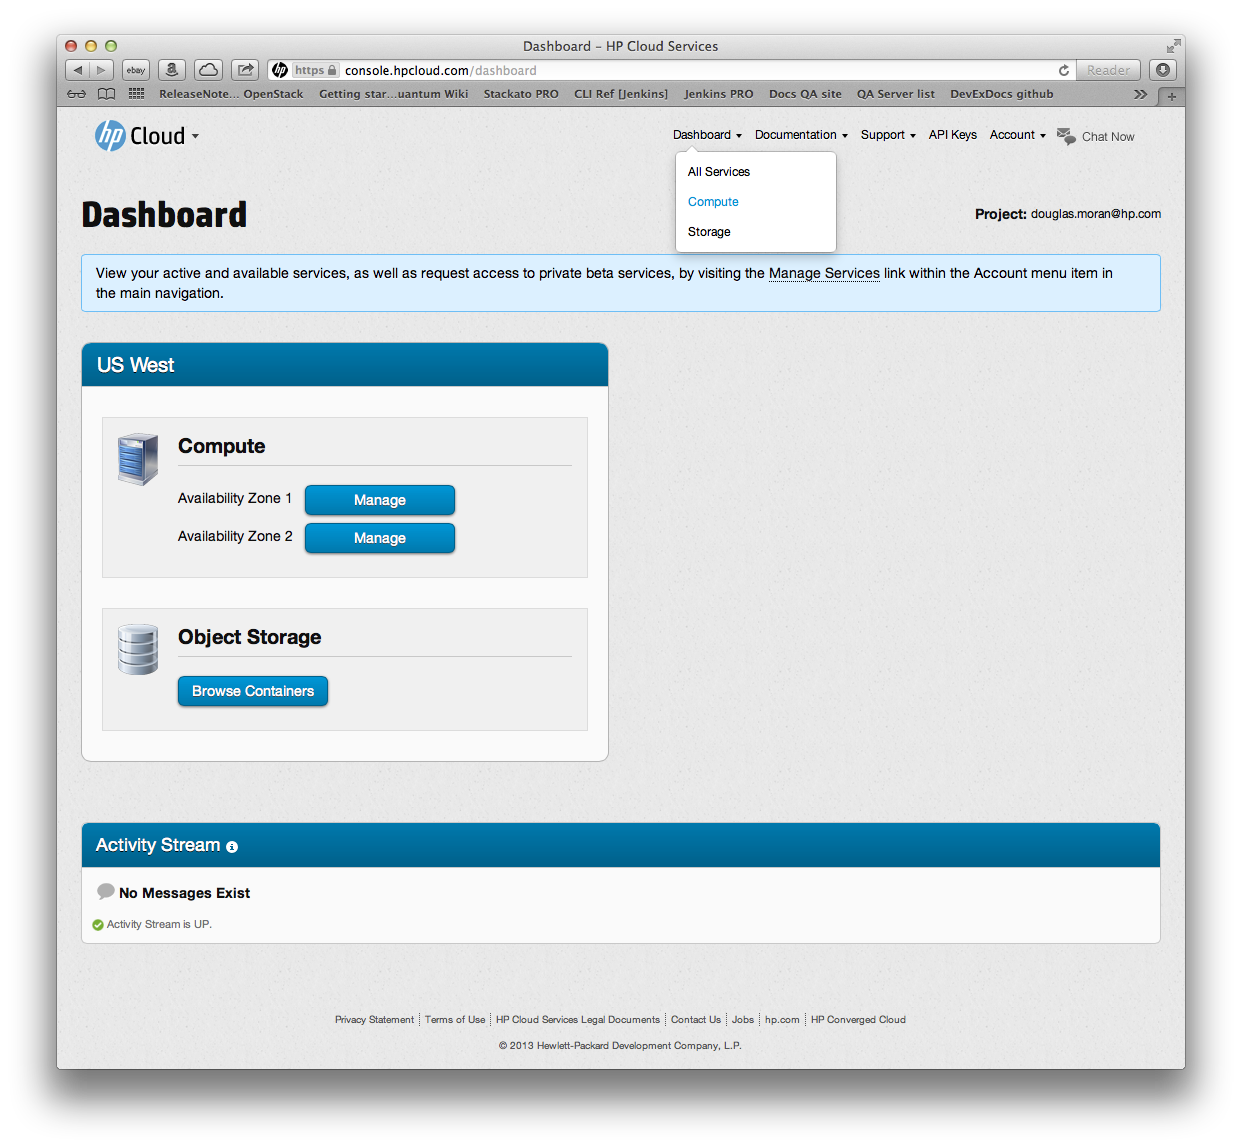 Dashboard – HP Cloud Services
ebay
hp https console.hpcloud.com/dashboard Reader
ReleaseNote... OpenStack Getting star...uantum Wiki Stackato PRO CLI Ref [Jenkins] Jenkins PRO Docs QA site QA Server list DevExDocs github
hp Cloud Dashboard Documentation Support API Keys Account Chat Now
All Services
Compute
Storage
Dashboard
Project: douglas.moran@hp.com
View your active and available services, as well as request access to private beta services, by visiting the Manage Services link within the Account menu item in
the main navigation.
US West
Compute
Availability Zone 1 Manage
Availability Zone 2 Manage
Object Storage
Browse Containers
Activity Stream
No Messages Exist
Activity Stream is UP.
Privacy Statement Terms of Use HP Cloud Services Legal Documents Contact Us Jobs hp.com HP Converged Cloud
© 2013 Hewlett-Packard Development Company, L.P.